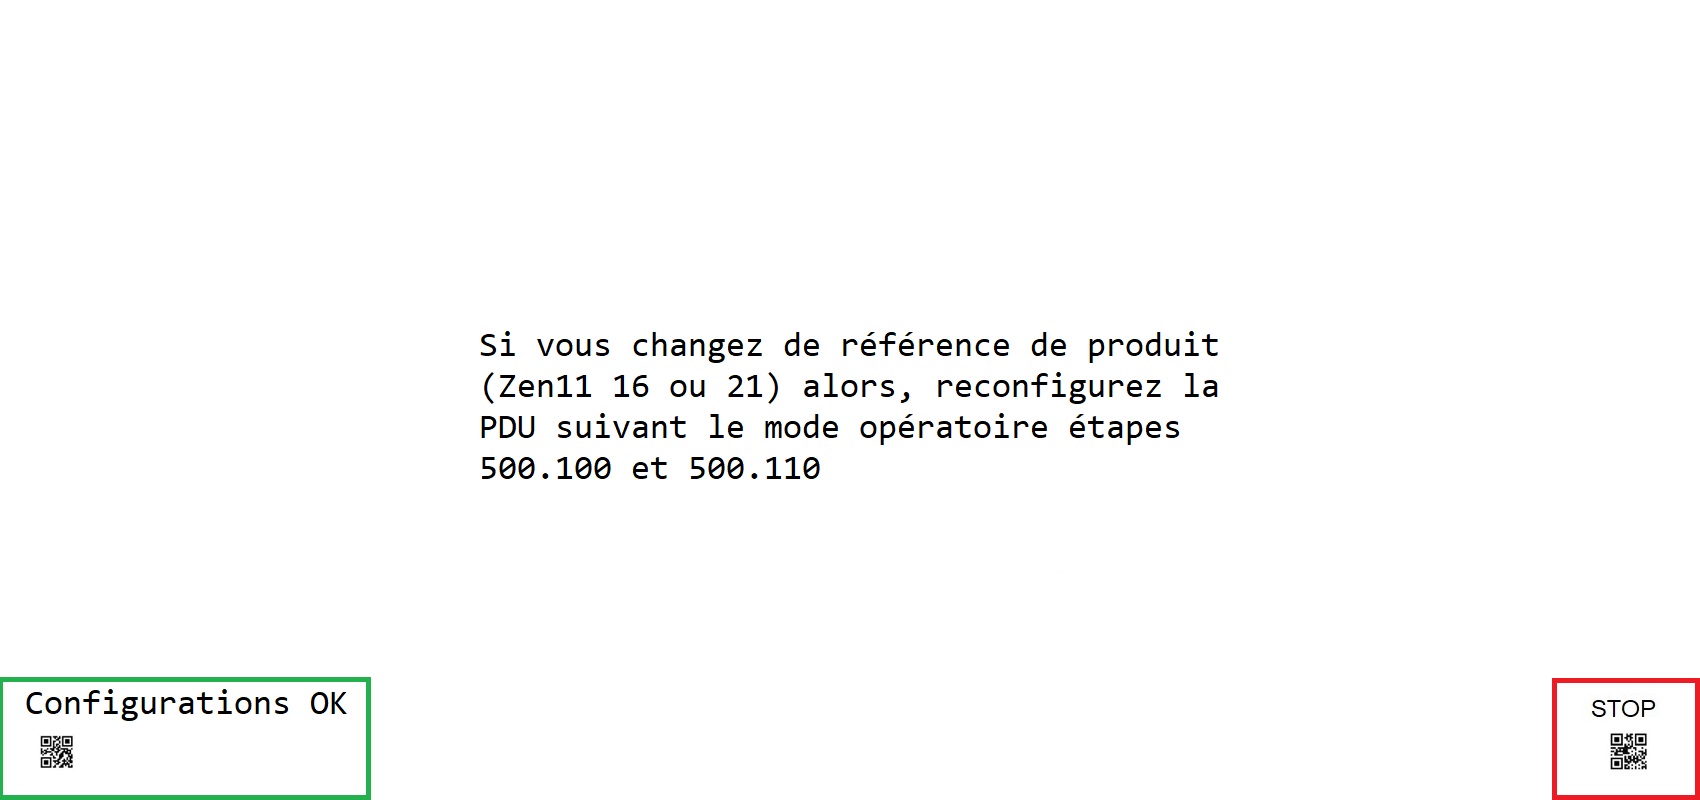 Si vous changez de référence de produit
(Zen11 16 ou 21) alors, reconfigurez la
PDU suivant le mode opératoire étapes
500.100 et 500.110
Configurations OK
STOP